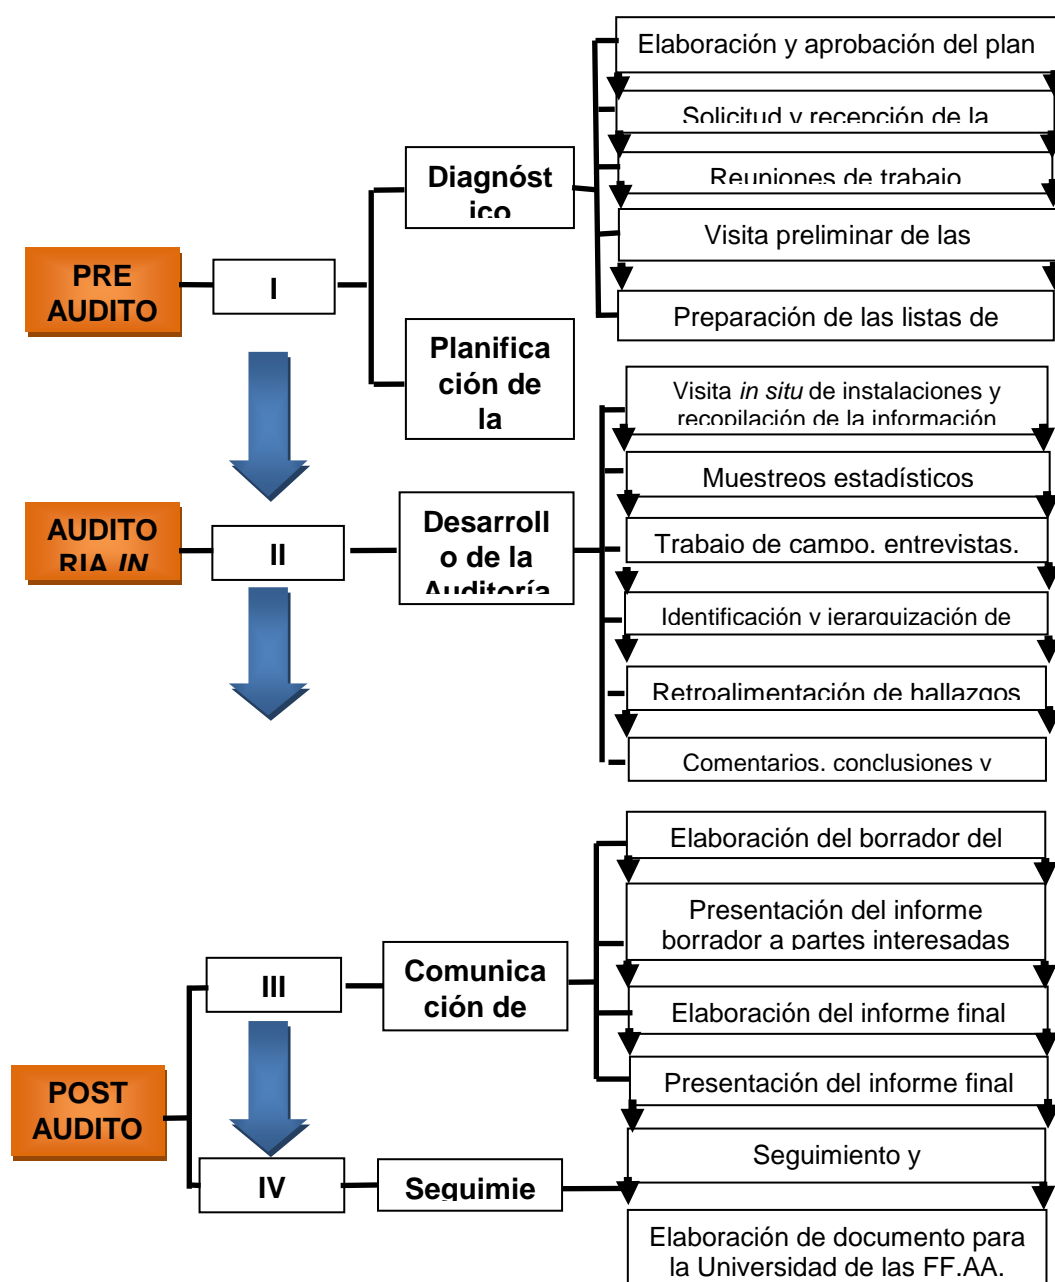 Elaboración y aprobación del plan
Solicitud y recepción de la
Reuniones de trabajo
Visita preliminar de las
Preparación de las listas de
Diagnóst
ico
PRE
AUDITO
I
Planifica
ción de
la
Visita in situ de instalaciones y
recopilación de la información
Muestreos estadísticos
Trabajo de campo, entrevistas,
Identificación y jerarquización de
Retroalimentación de hallazgos
Comentarios, conclusiones y
AUDITO
RIA IN
II
Desarroll
o de la
Auditoría
Elaboración del borrador del
Presentación del informe
borrador a partes interesadas
Elaboración del informe final
Presentación del informe final
III
Comunica
ción de
POST
AUDITO
IV
Seguimie
Seguimiento y
Elaboración de documento para
la Universidad de las FF.AA.